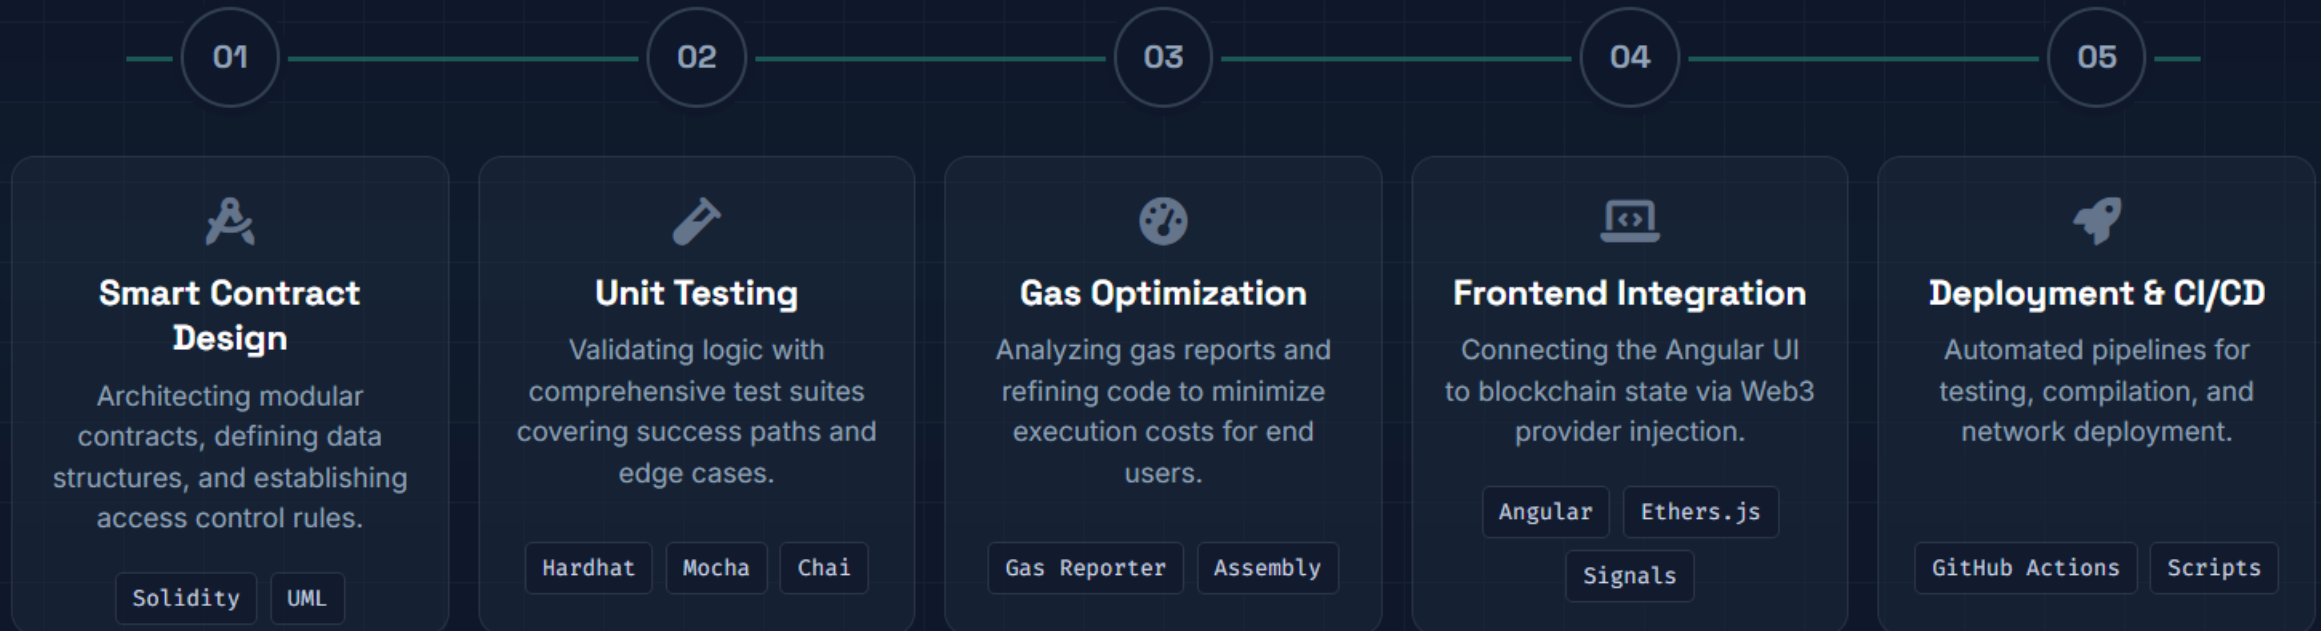 01
02
03
04
05
Smart Contract
Design
Architecting modular
contracts, defining data
structures, and establishing
access control rules.
Solidity
UML
Unit Testing
Validating logic with
comprehensive test suites
covering success paths and
edge cases.
Hardhat
Mocha
Chai
Gas Optimization
Analyzing gas reports and
refining code to minimize
execution costs for end
users.
Gas Reporter
Assembly
Frontend Integration
Connecting the Angular UI
to blockchain state via Web3
provider injection.
Angular
Ethers.js
Signals
Deployment & CI/CD
Automated pipelines for
testing, compilation, and
network deployment.
GitHub Actions
Scripts